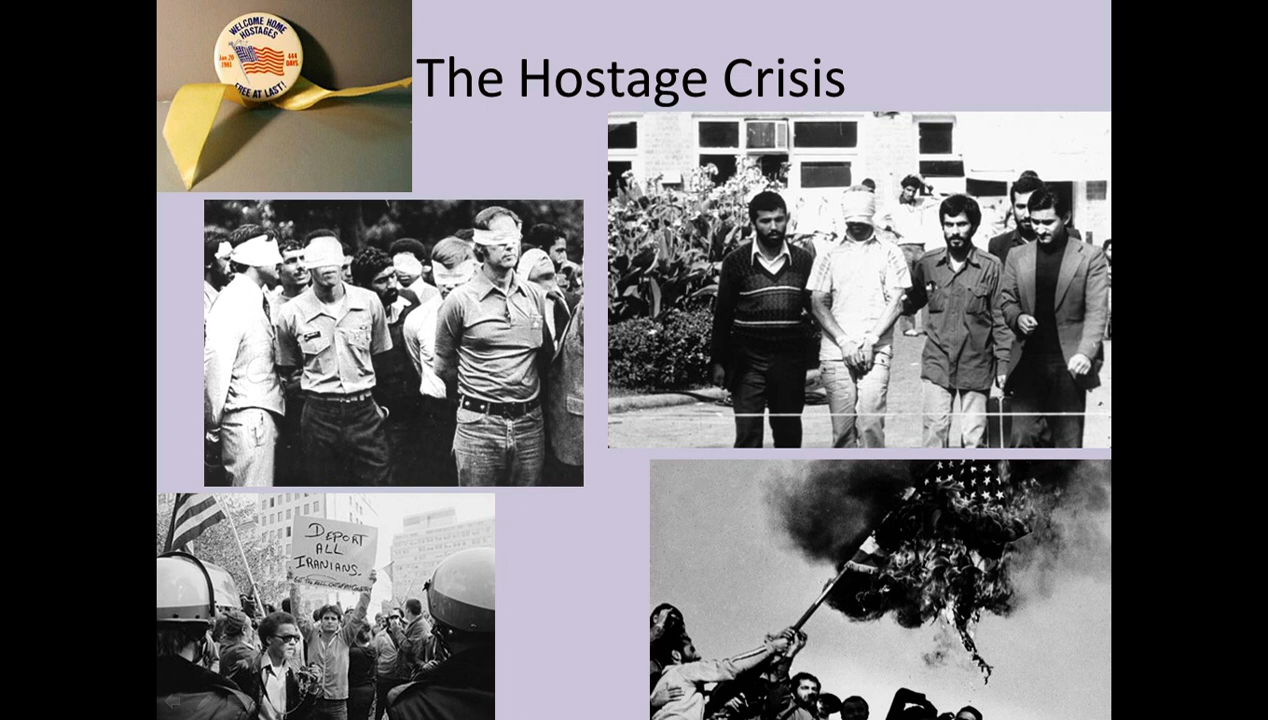 WELCOME HOME
HOSTAGES
Jan 20
1981
444
DAYS
FREE AT LAST!
The Hostage Crisis
DEPORT
ALL
IRANIANS.